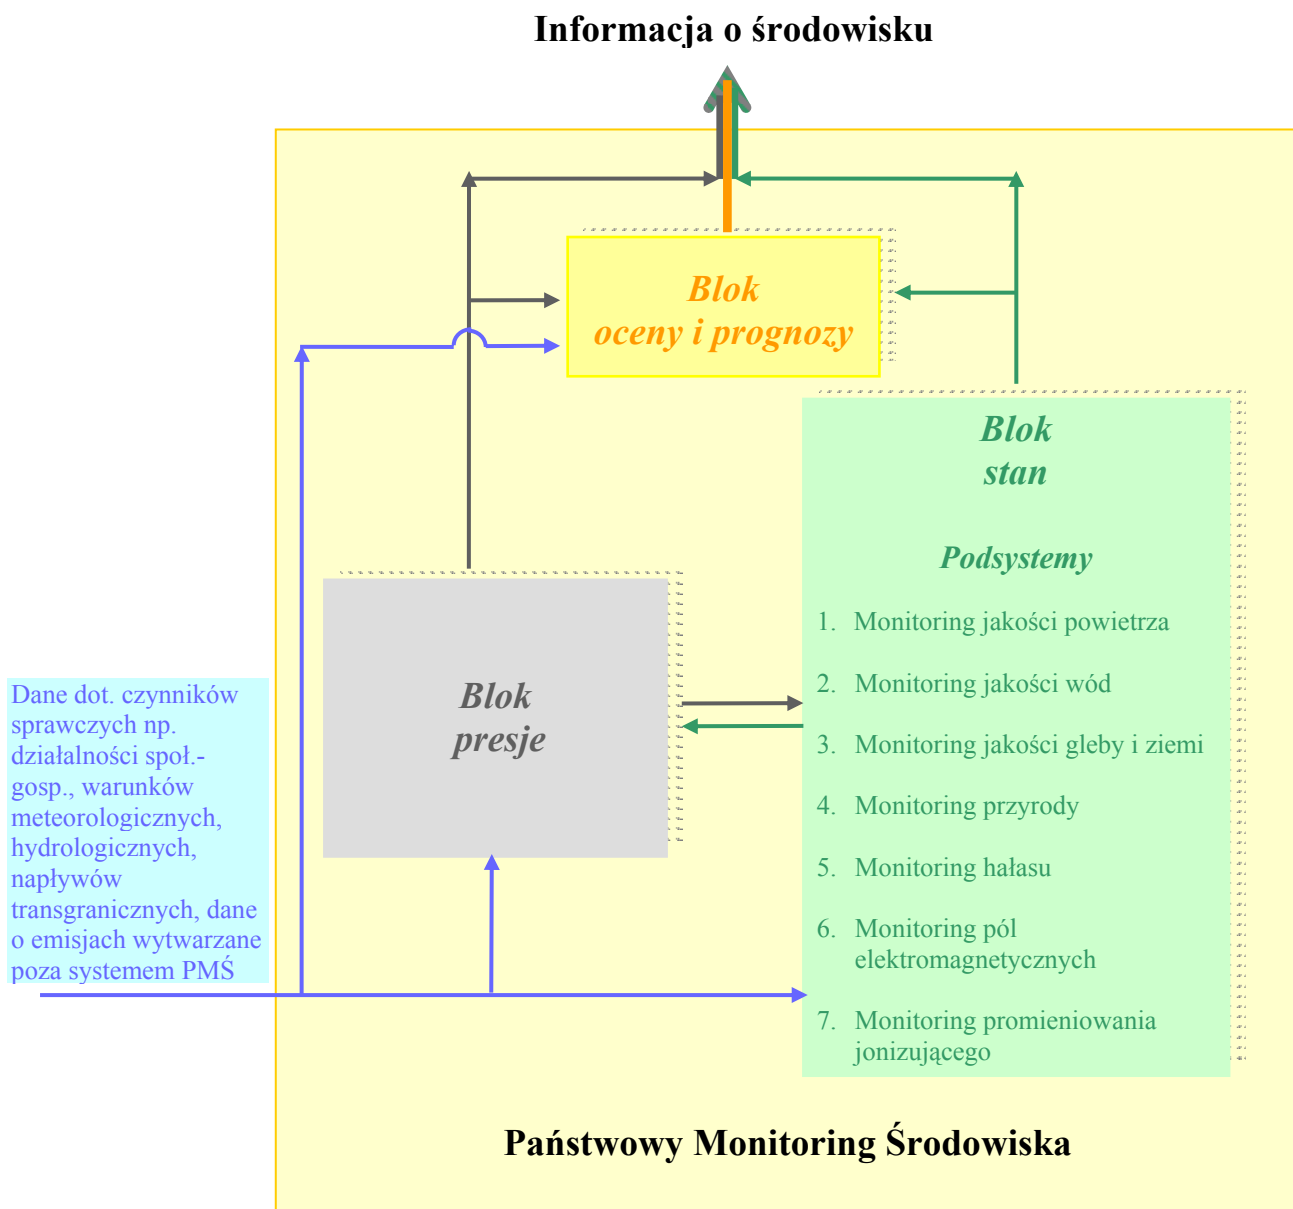 Informacja o środowisku
Blok
oceny i prognozy
Blok
stan
Podsystemy
1. Monitoring jakości powietrza
2. Monitoring jakości wód
3. Monitoring jakości gleby i ziemi
4. Monitoring przyrody
5. Monitoring hałasu
6. Monitoring pól
elektromagnetycznych
7. Monitoring promieniowania
jonizującego
Blok
presje
Dane dot. czynników
sprawczych np.
działalności społ.-
gosp., warunków
meteorologicznych,
hydrologicznych,
napływów
transgranicznych, dane
o emisjach wytwarzane
poza systemem PMŚ
Państwowy Monitoring Środowiska